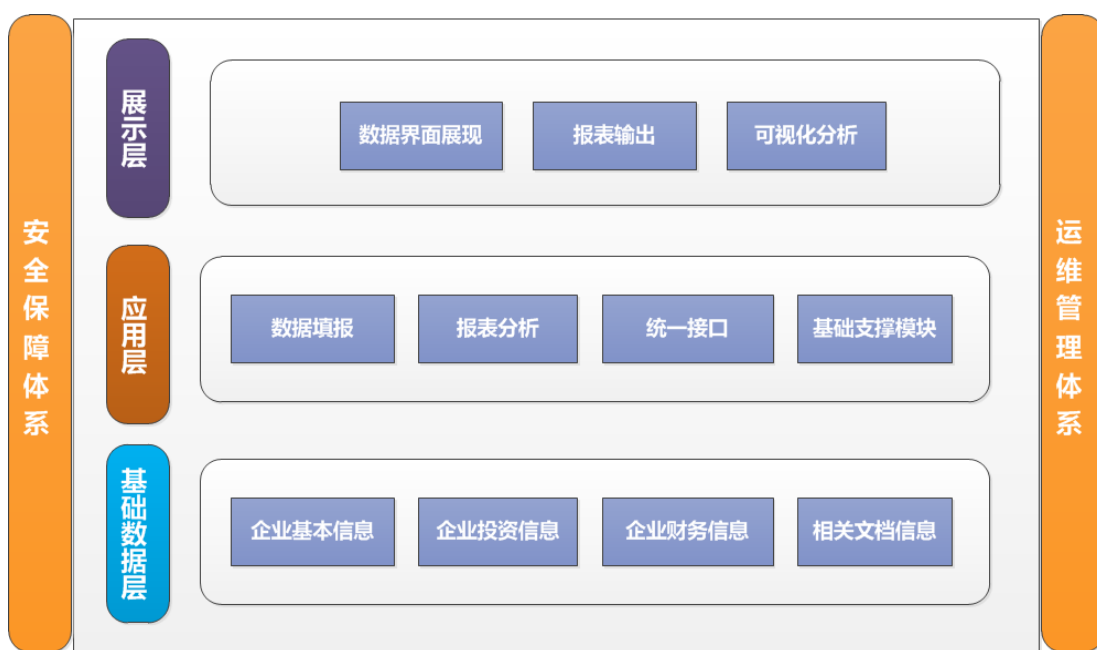 安全保障体系
展示层
数据界面展现
报表输出
可视化分析
应用层
数据填报
报表分析
统一接口
基础支撑模块
基础数据层
企业基本信息
企业投资信息
企业财务信息
相关文档信息
运维管理体系